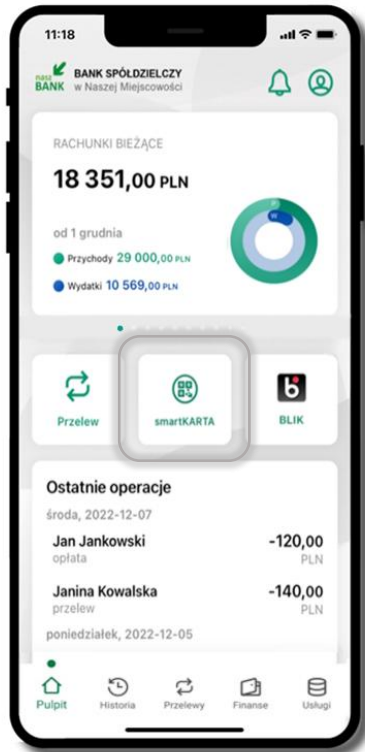 11:18
nasz BANK
BANK SPÓŁDZIELCZY
w Naszej Miejscowości
RACHUNKI BIEŻĄCE
18 351,00 PLN
od 1 grudnia
Przychody 29 000,00 PLN
Wydatki 10 569,00 PLN
P
W
Przelew
smartKARTA
BLIK
Ostatnie operacje
środa, 2022-12-07
Jan Jankowski -120,00
opłata PLN
Janina Kowalska -140,00
przelew PLN
poniedziałek, 2022-12-05
Pulpit Historia Przelewy Finanse Usługi